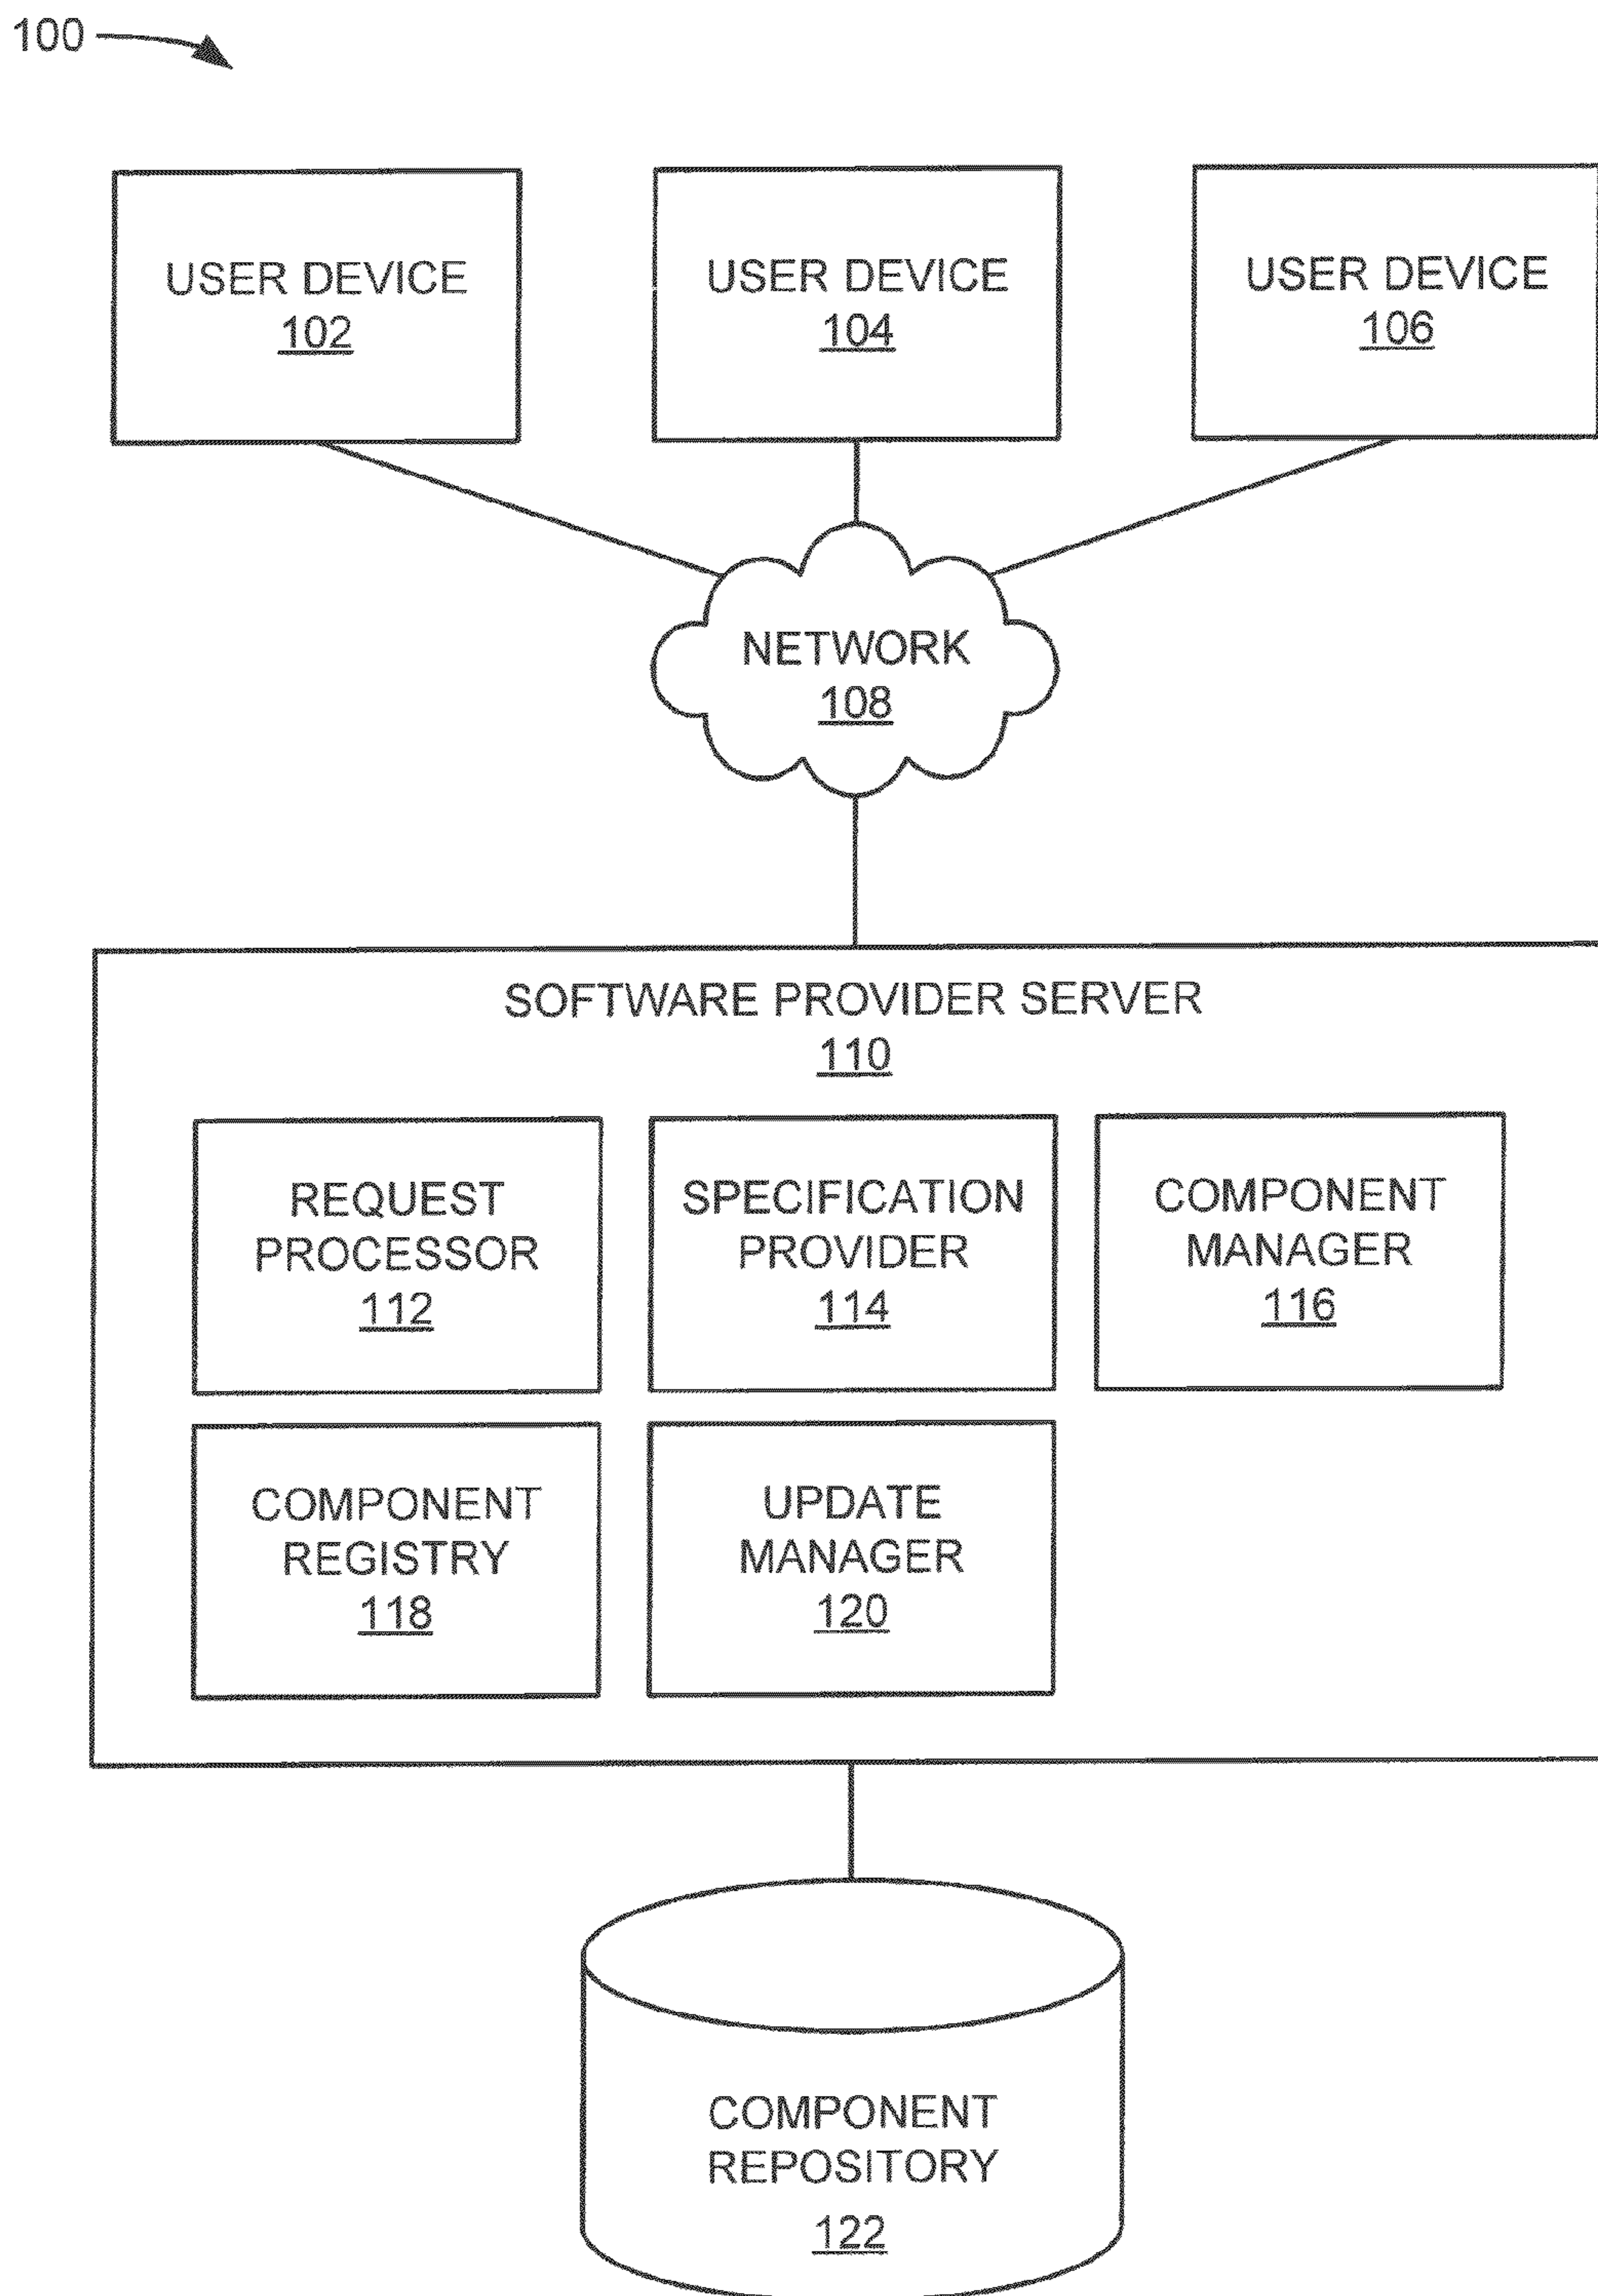 100
USER DEVICE
102
USER DEVICE
104
USER DEVICE
106
NETWORK
108
SOFTWARE PROVIDER SERVER
110
REQUEST
PROCESSOR
112
SPECIFICATION
PROVIDER
114
COMPONENT
MANAGER
116
COMPONENT
REGISTRY
118
UPDATE
MANAGER
120
COMPONENT
REPOSITORY
122